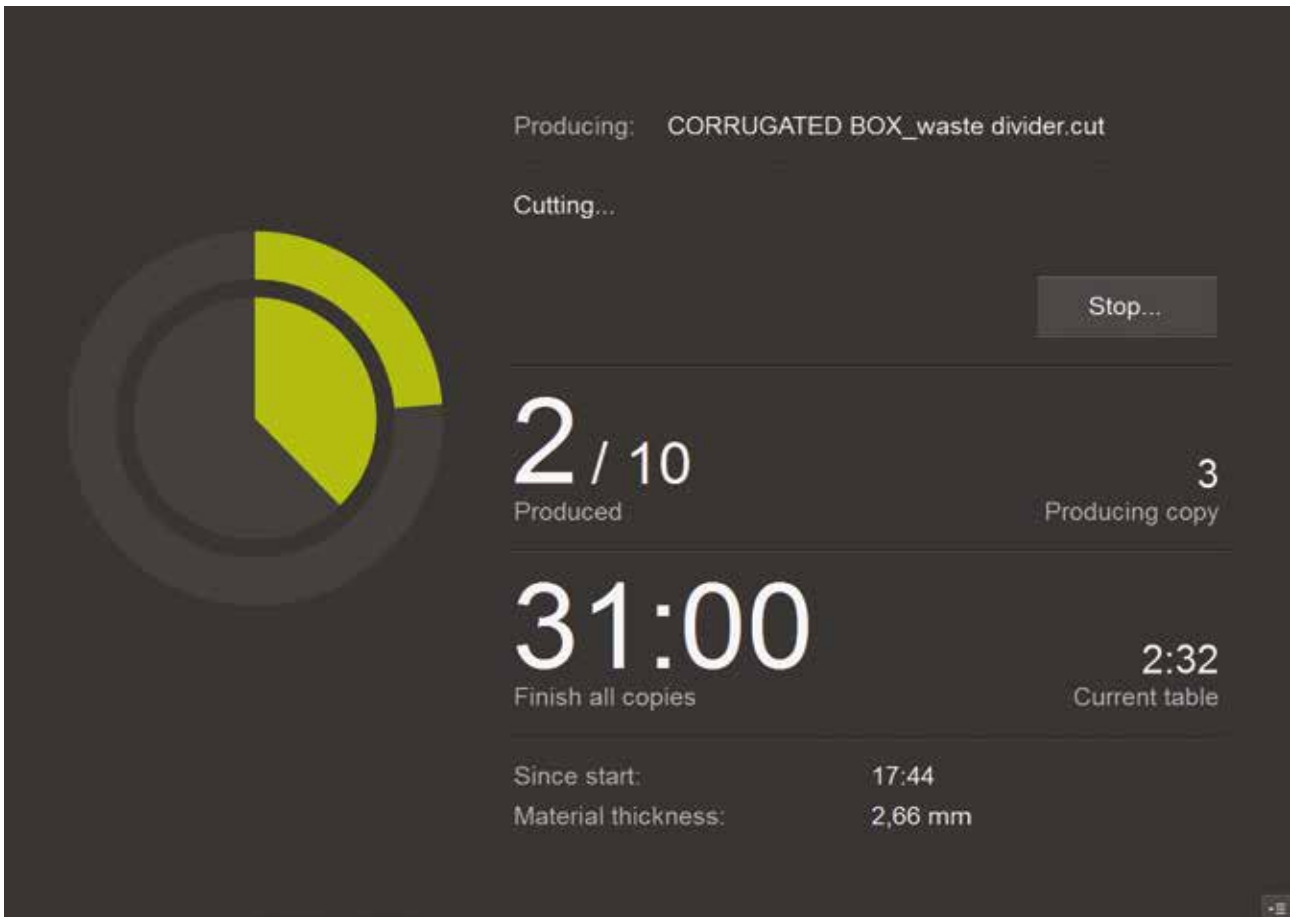 Producing: CORRUGATED BOX_waste divider.cut
Cutting...
Stop...
2 / 10
3
Produced
Producing copy
31:00
2:32
Finish all copies
Current table
Since start: 17:44
Material thickness: 2,66 mm